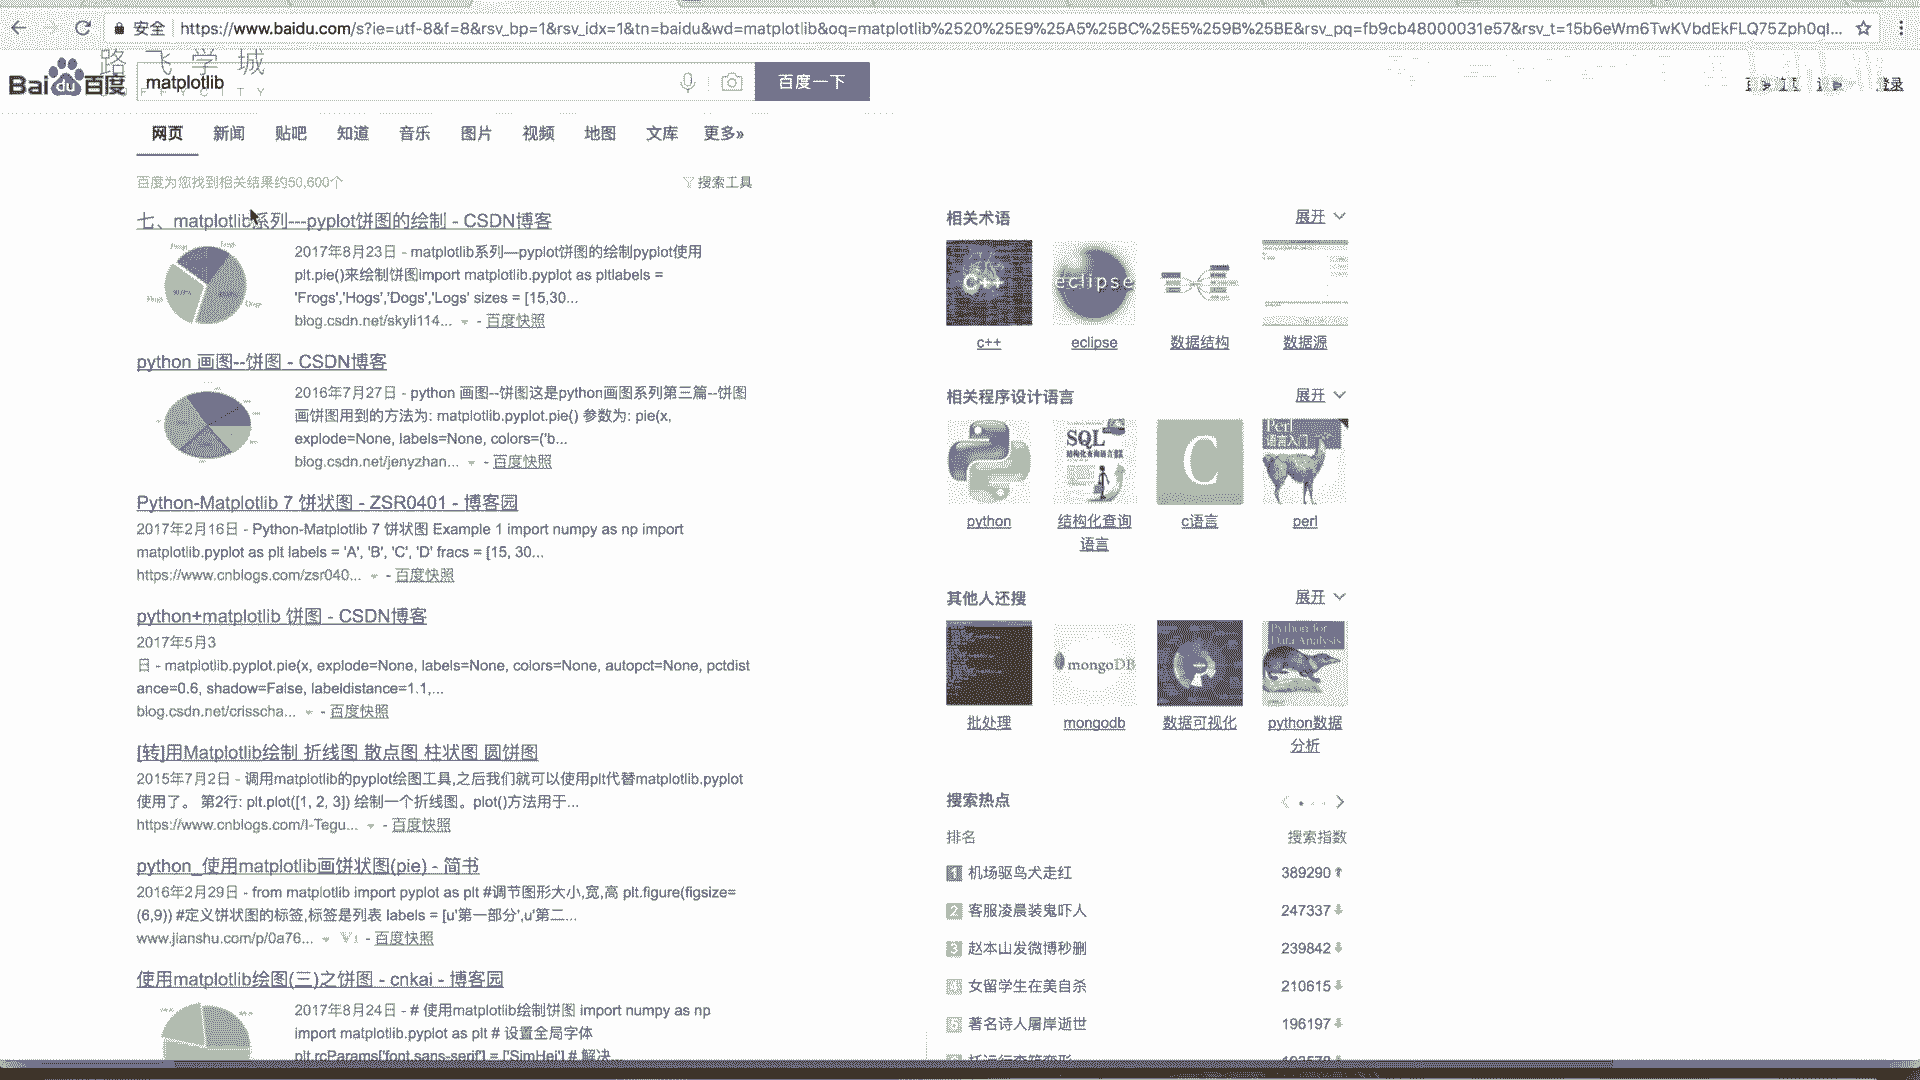 安全 https://www.baidu.com/s?ie=utf-8&f=8&rsv_bp=1&rsv_idx=1&tn=baidu&wd=matplotlib&oq=matplotlib%2520%25E9%25A5%25BC%25E5%259B%25BE&rsv_pq=fb9cb48000031e57&rsv_t=15b6eWm6TwKVbdEkFLQ75Zph0qI...
路飞学城
Bai du 百度 matplotlib 百度一下
登录
网页 新闻 贴吧 知道 音乐 图片 视频 地图 文库 更多»
百度为您找到相关结果约50,600个 搜索工具
七、matplotlib系列---pyplot饼图的绘制 - CSDN博客
2017年8月23日 - matplotlib系列—pyplot饼图的绘制pyplot使用
plt.pie()来绘制饼图import matplotlib.pyplot as pltlabels =
'Frogs','Hogs','Dogs','Logs' sizes = [15,30...
blog.csdn.net/skyli114... - 百度快照
python 画图--饼图 - CSDN博客
2016年7月27日 - python 画图--饼图这是python画图系列第三篇--饼图
画饼图用到的方法为: matplotlib.pyplot.pie() 参数为: pie(x,
explode=None, labels=None, colors=('b...
blog.csdn.net/jenyzhan... - 百度快照
Python-Matplotlib 7 饼状图 - ZSR0401 - 博客园
2017年2月16日 - Python-Matplotlib 7 饼状图 Example 1 import numpy as np import
matplotlib.pyplot as plt labels = 'A', 'B', 'C', 'D' fracs = [15, 30...
https://www.cnblogs.com/zsr040... - 百度快照
python+matplotlib 饼图 - CSDN博客
2017年5月3
日 - matplotlib.pyplot.pie(x, explode=None, labels=None, colors=None, autopct=None, pctdist
ance=0.6, shadow=False, labeldistance=1.1,...
blog.csdn.net/crisscha... - 百度快照
[转]用Matplotlib绘制 折线图 散点图 柱状图 圆饼图
2015年7月2日 - 调用matplotlib的pyplot绘图工具,之后我们就可以使用plt代替matplotlib.pyplot
使用了。 第2行: plt.plot([1, 2, 3]) 绘制一个折线图。plot()方法用于...
https://www.cnblogs.com/I-Tegu... - 百度快照
python_使用matplotlib画饼状图(pie) - 简书
2016年2月29日 - from matplotlib import pyplot as plt #调节图形大小,宽,高 plt.figure(figsize=
(6,9)) #定义饼状图的标签,标签是列表 labels = [u'第一部分',u'第二...
www.jianshu.com/p/0a76... V1 - 百度快照
使用matplotlib绘图(三)之饼图 - cnkai - 博客园
2017年8月24日 - # 使用matplotlib绘制饼图 import numpy as np
import matplotlib.pyplot as plt # 设置全局字体
plt.rcParams['font.sans-serif'] = ['SimHei'] # 解决
相关术语 展开
C++ eclipse
c++ eclipse 数据结构 数据源
相关程序设计语言 展开
SQL C Perl
语言入门
python 结构化查询语言 c语言 perl
其他人还搜 展开
mongoDB Python for
Data Analysis
批处理 mongodb 数据可视化 python数据分析
搜索热点
排名 搜索指数
1 机场驱鸟犬走红 389290
2 客服凌晨装鬼吓人 247337
3 赵本山发微博秒删 239842
4 女留学生在美自杀 210615
5 著名诗人屠岸逝世 196197